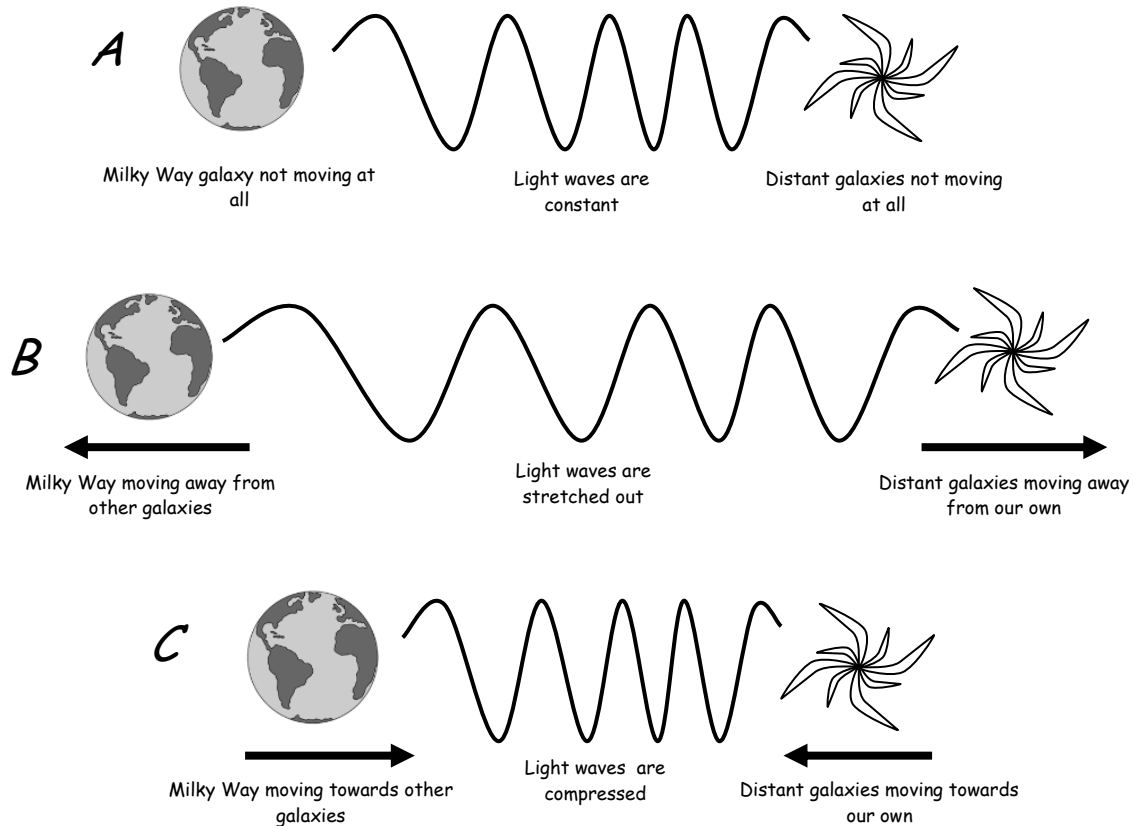 A
Milky Way galaxy not moving at
all
Light waves are
constant
Distant galaxies not moving
at all
B
Milky Way moving away from
other galaxies
Light waves are
stretched out
Distant galaxies moving away
from our own
C
Milky Way moving towards other
galaxies
Light waves are
compressed
Distant galaxies moving towards
our own